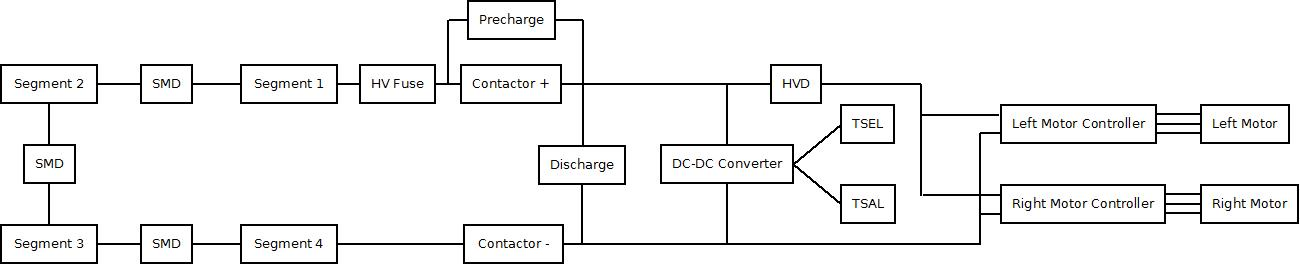 Precharge
Segment 2
SMD
Segment 1
HV Fuse
Contactor +
HVD
TSEL
Left Motor Controller
Left Motor
SMD
Discharge
DC-DC Converter
TSAL
Right Motor Controller
Right Motor
Segment 3
SMD
Segment 4
Contactor -